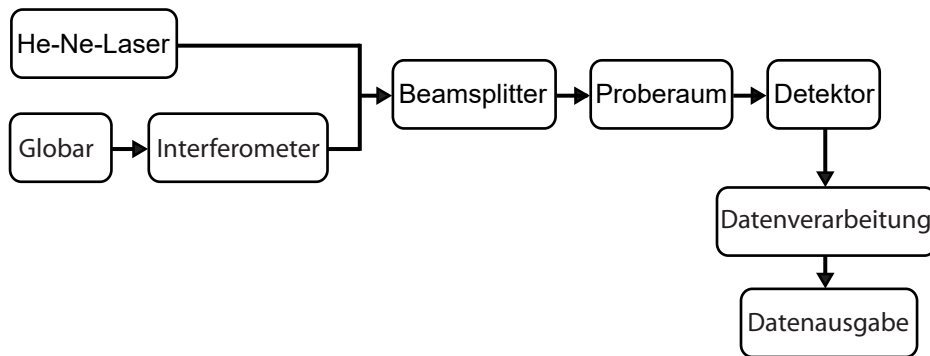 He-Ne-Laser
Globar
Interferometer
Beamsplitter
Proberaum
Detektor
Datenverarbeitung
Datenausgabe